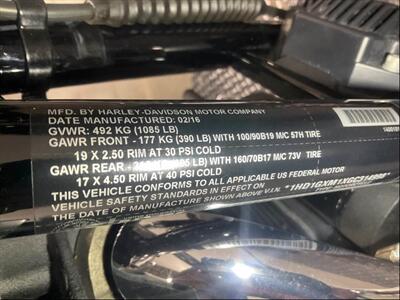 MFD. BY HARLEY-DAVIDSON MOTOR COMPANY
DATE MANUFACTURED: 02/16
GVWR: 492 KG (1085 LB)
GAWR FRONT - 177 KG (390 LB) WITH 100/90B19 M/C 57H TIRE
19 X 2.50 RIM AT 30 PSI COLD
GAWR REAR - LB) WITH 160/70B17 M/C 73V TIRE
17 X 4.50 RIM AT 40 PSI COLD
THIS VEHICLE CONFORMS TO ALL APPLICABLE US FEDERAL MOTOR
VEHICLE SAFETY STANDARDS IN EFFECT ON
THE DATE OF MANUFACTURE SHOWN ABOVE V.I.N.